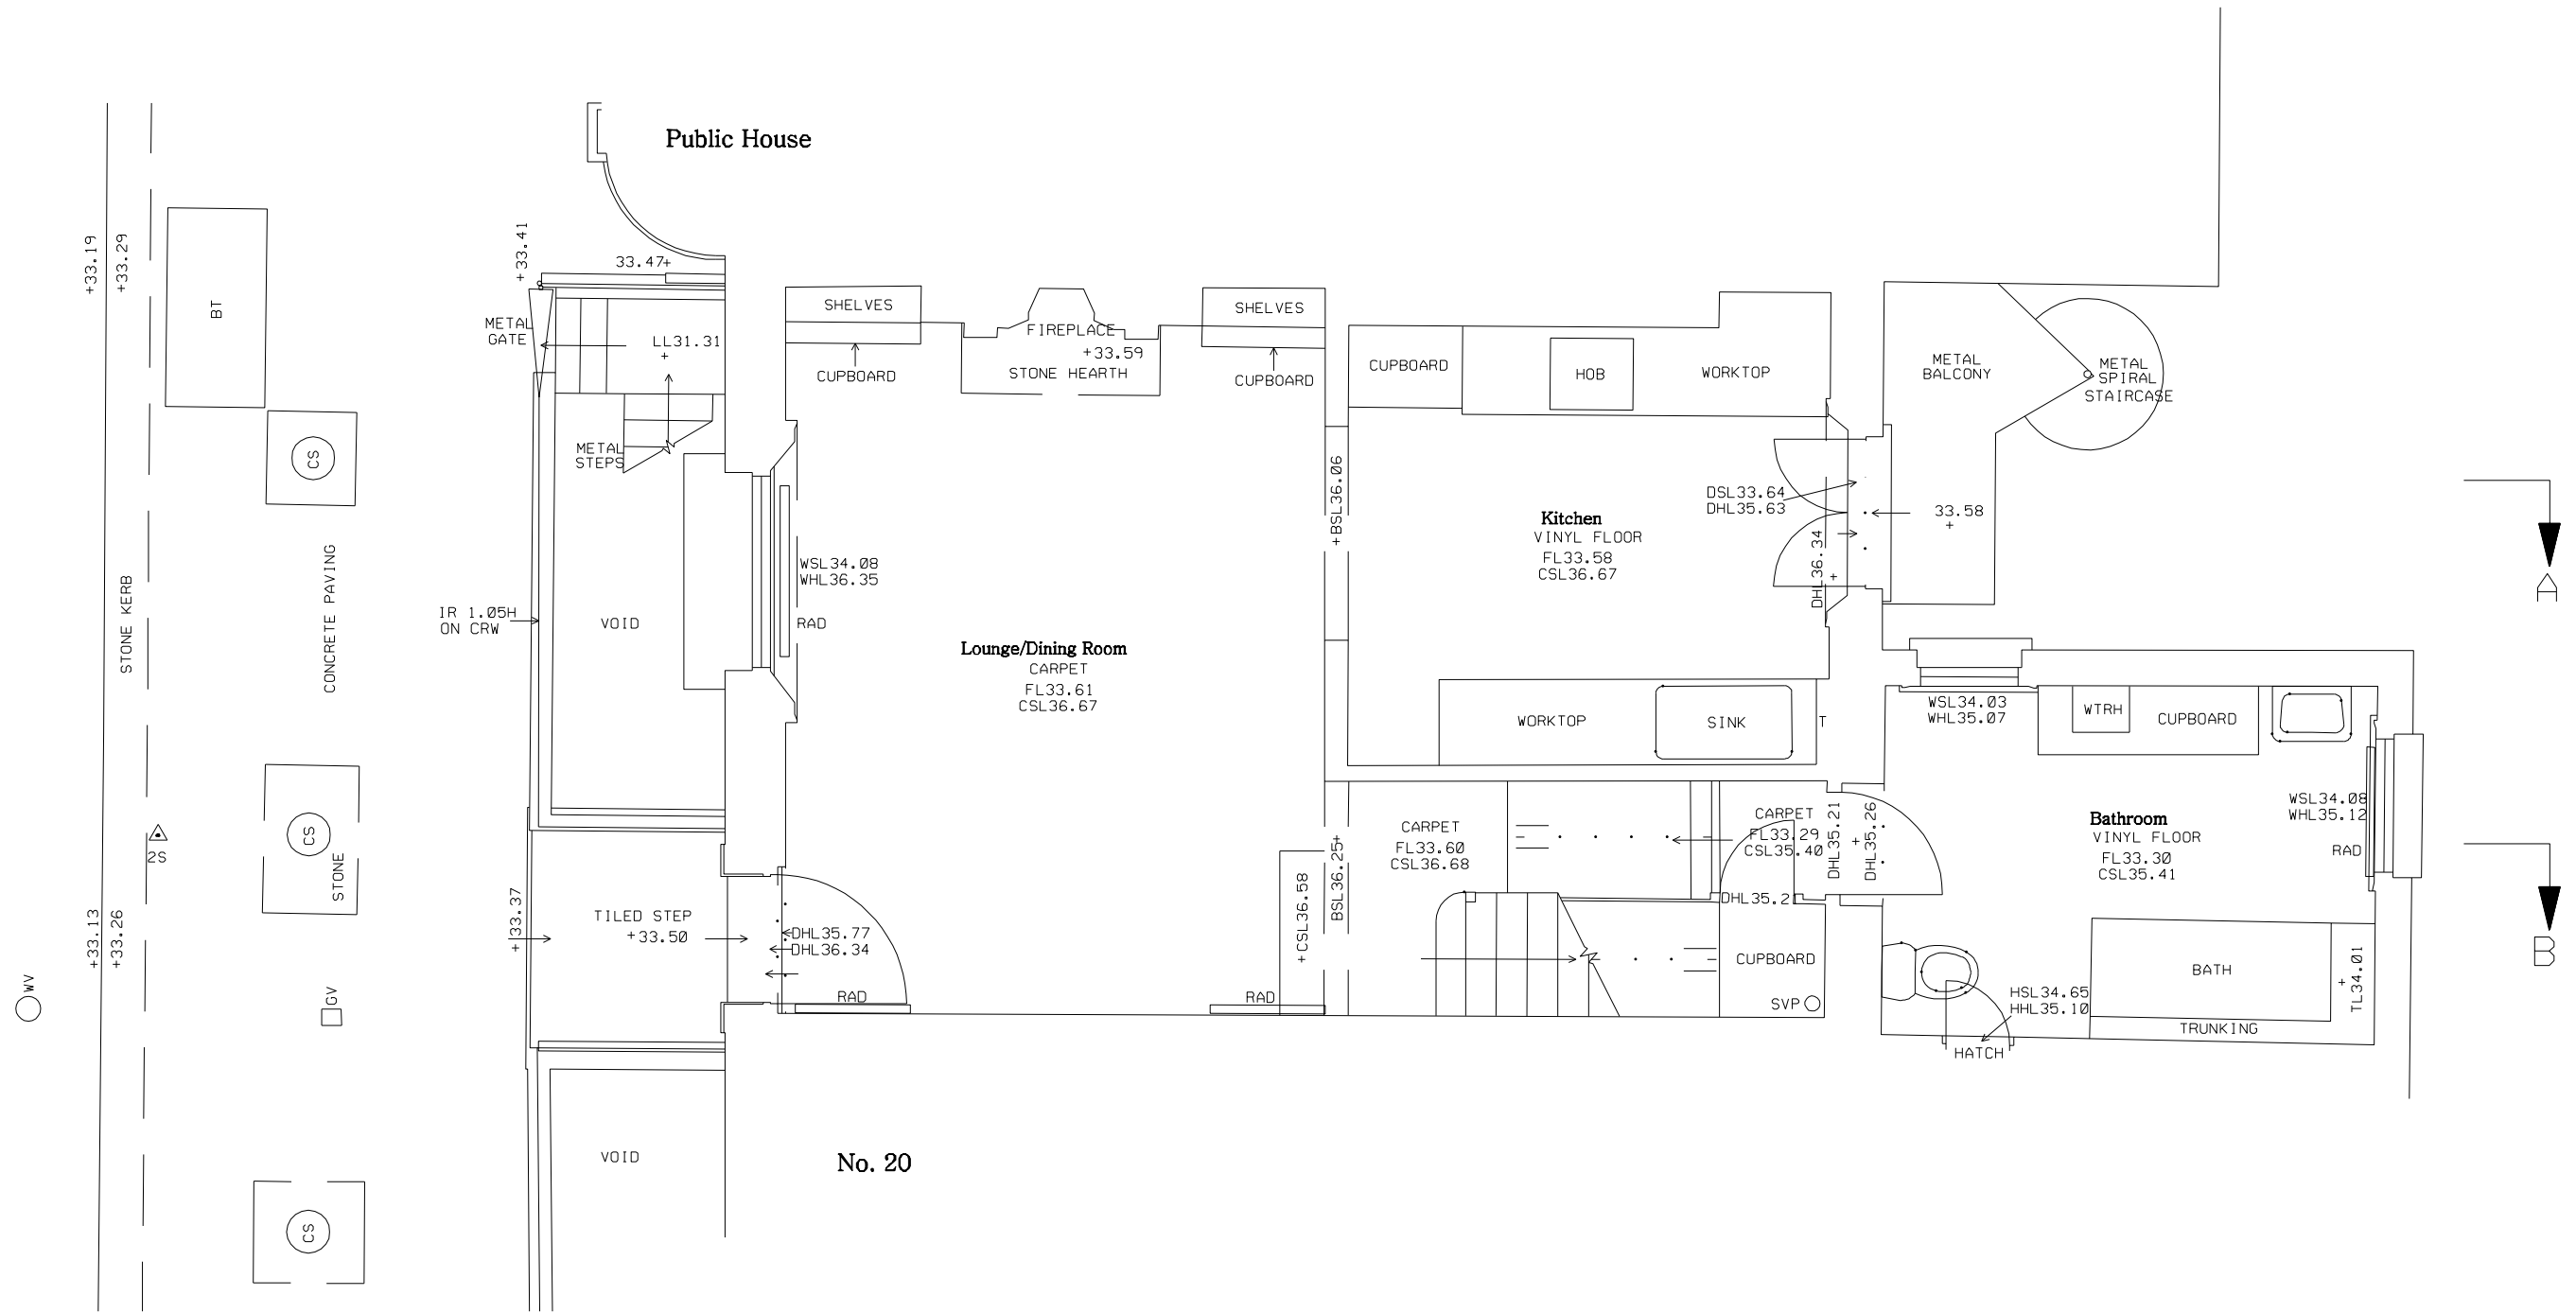 Public House
+33.19
+33.29
+33.41
33.47+
BT
METAL
GATE
LL31.31
+
SHELVES
CUPBOARD
FIREPLACE
+33.59
STONE HEARTH
SHELVES
CUPBOARD
CUPBOARD
HOB
WORKTOP
METAL
BALCONY
METAL
SPIRAL
STAIRCASE
CS
METAL
STEPS
+BSL36.06
DSL33.64
DHL35.63
33.58
+
Kitchen
VINYL FLOOR
FL33.58
CSL36.67
DHL36.34
+
A
STONE KERB
CONCRETE PAVING
IR 1.05H
ON CRW
VOID
WSL34.08
WHL36.35
RAD
Lounge/Dining Room
CARPET
FL33.61
CSL36.67
WORKTOP
SINK
T
WSL34.03
WHL35.07
WTRH
CUPBOARD
CS
STONE
2S
CARPET
FL33.60
CSL36.68
CARPET
FL33.29
CSL35.40
DHL35.21
+
DHL35.26
DHL35.21
BSL36.25+
+CSL36.58
Bathroom
VINYL FLOOR
FL33.30
CSL35.41
WSL34.08
WHL35.12
RAD
B
+33.13
+33.26
+33.37
TILED STEP
+33.50
DHL35.77
DHL36.34
RAD
RAD
CUPBOARD
SVP
BATH
+
TL34.01
HSL34.65
HHL35.10
TRUNKING
HATCH
WV
GV
VOID
No. 20
CS